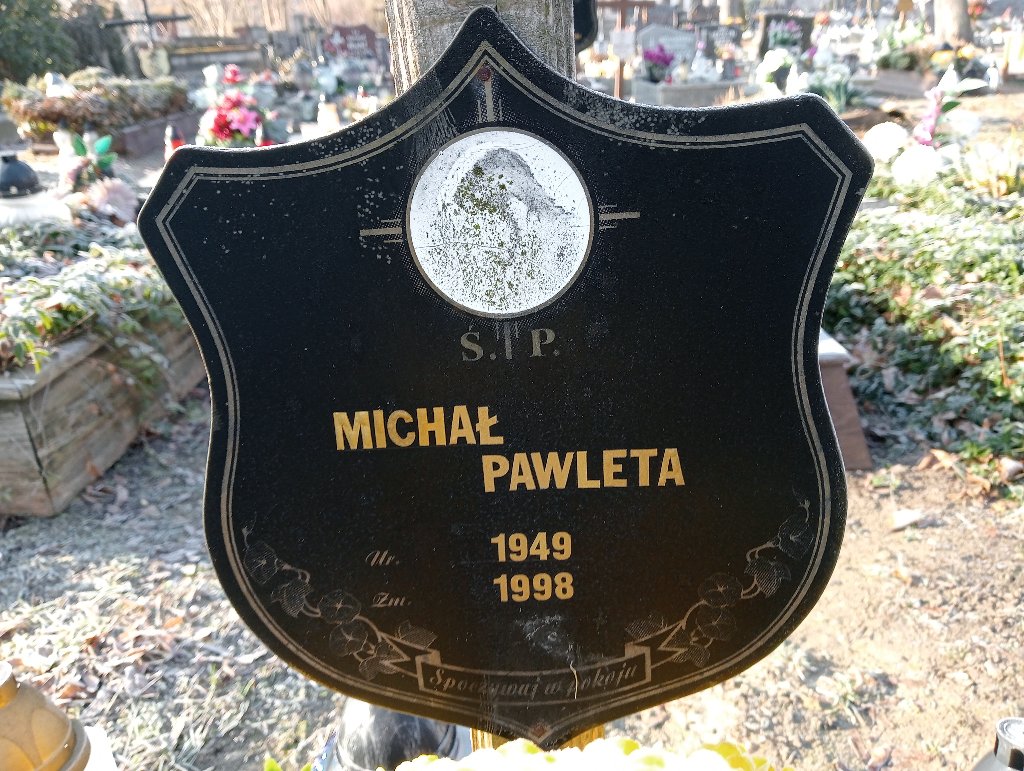 Ś. P.
MICHAŁ
PAWLETA
Ur. 1949
Zm. 1998
Spoczywaj w pokoju